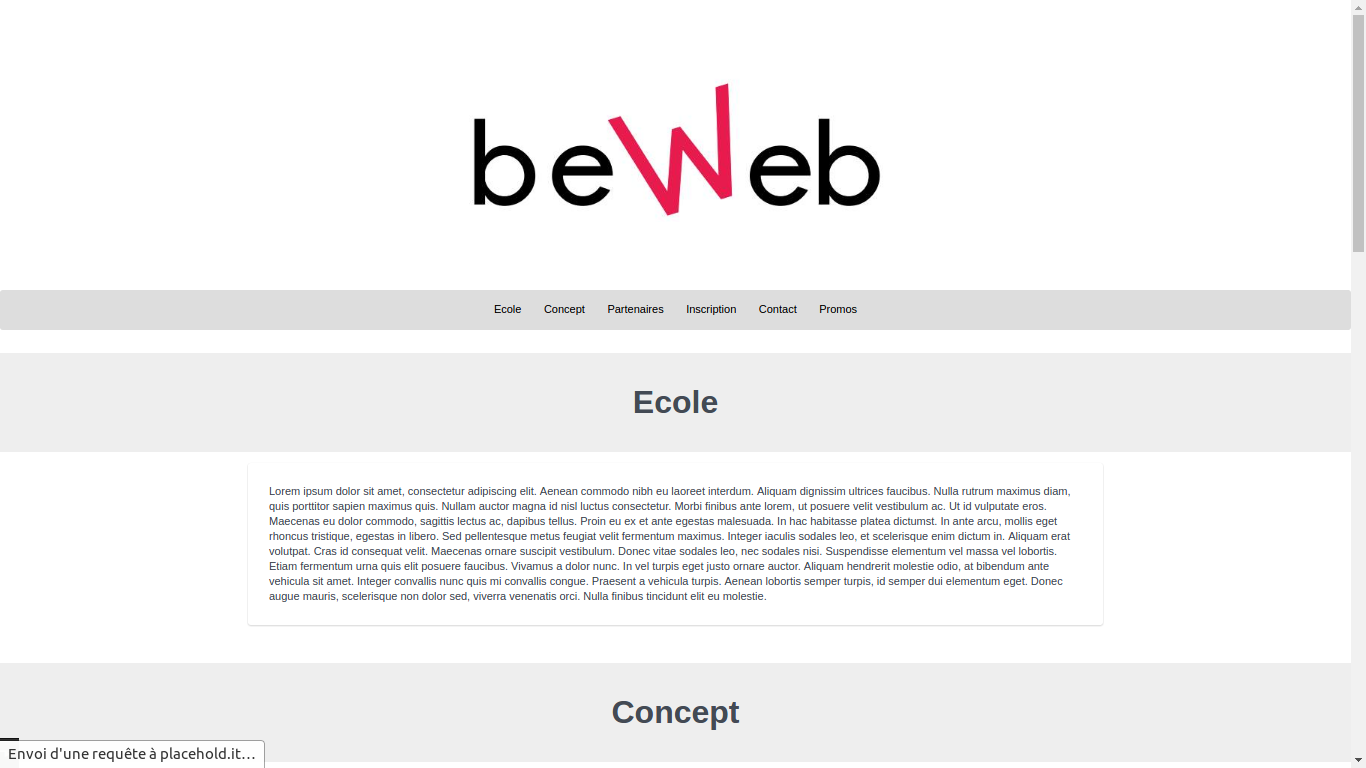 beWeb
Ecole Concept Partenaires Inscription Contact Promos
Ecole
Lorem ipsum dolor sit amet, consectetur adipiscing elit. Aenean commodo nibh eu laoreet interdum. Aliquam dignissim ultrices faucibus. Nulla rutrum maximus diam,
quis porttitor sapien maximus quis. Nullam auctor magna id nisl luctus consectetur. Morbi finibus ante lorem, ut posuere velit vestibulum ac. Ut id vulputate eros.
Maecenas eu dolor commodo, sagittis lectus ac, dapibus tellus. Proin eu ex et ante egestas malesuada. In hac habitasse platea dictumst. In ante arcu, mollis eget
rhoncus tristique, egestas in libero. Sed pellentesque metus feugiat velit fermentum maximus. Integer iaculis sodales leo, et scelerisque enim dictum in. Aliquam erat
volutpat. Cras id consequat velit. Maecenas ornare suscipit vestibulum. Donec vitae sodales leo, nec sodales nisi. Suspendisse elementum vel massa vel lobortis.
Etiam fermentum urna quis elit posuere faucibus. Vivamus a dolor nunc. In vel turpis eget justo ornare auctor. Aliquam hendrerit molestie odio, at bibendum ante
vehicula sit amet. Integer convallis nunc quis mi convallis congue. Praesent a vehicula turpis. Aenean lobortis semper turpis, id semper dui elementum eget. Donec
augue mauris, scelerisque non dolor sed, viverra venenatis orci. Nulla finibus tincidunt elit eu molestie.
Concept
Envoi d'une requête à placehold.it…